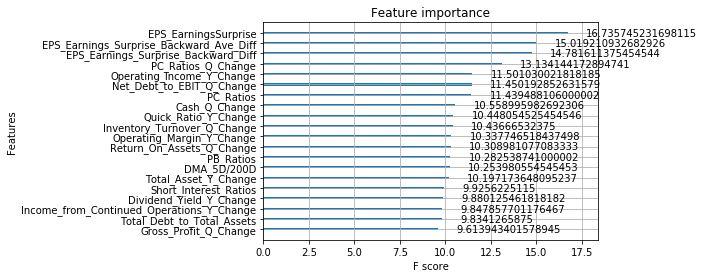 Feature importance
EPS_EarningsSurprise 16.735745231698115
EPS_Earnings_Surprise_Backward_Ave_Diff 15.019210932682926
EPS_Earnings_Surprise_Backward_Diff 14.781611375454544
PC_Ratios_Q_Change 13.134144172894741
Operating_Income_Y_Change 11.501030021818185
Net_Debt_to_EBIT_Q_Change 11.450192852631579
PC_Ratios 11.439488106000002
Cash_Q_Change 10.558995982692306
Quick_Ratio_Y_Change 10.448054525454546
Inventory_Turnover_Q_Change 10.43666532375
Operating_Margin_Y_Change 10.337746518437498
Return_On_Assets_Q_Change 10.308981077083333
PB_Ratios 10.282538741000002
DMA_5D/200D 10.253980554545453
Total_Asset_Y_Change 10.197173648095237
Short_Interest_Ratios 9.9256225115
Dividend_Yield_Y_Change 9.880125461818182
Income_from_Continued_Operations_Y_Change 9.847857701176467
Total_Debt_to_Total_Assets 9.8341265875
Gross_Profit_Q_Change 9.613943401578945
Features
0.0 2.5 5.0 7.5 10.0 12.5 15.0 17.5
F score